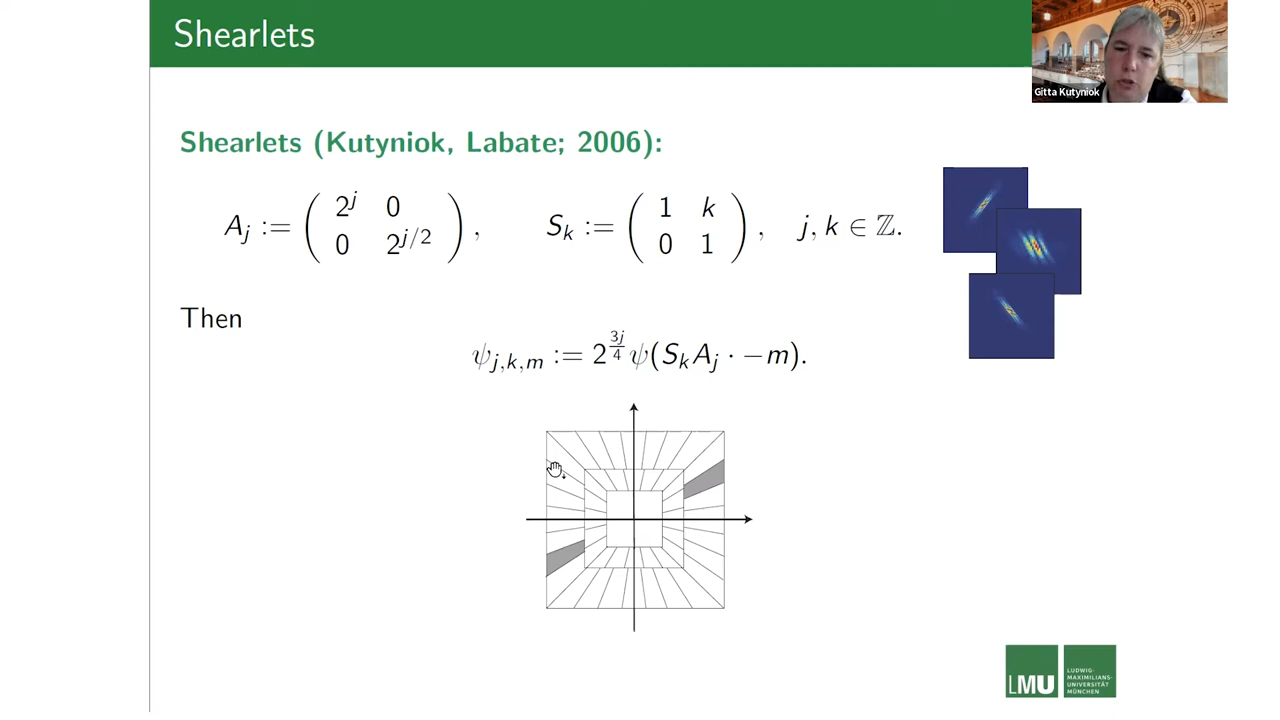 Shearlets
Gitta Kutyniok
Shearlets (Kutyniok, Labate; 2006):
A_j := ( 2^j 0 ; 0 2^{j/2} ), S_k := ( 1 k ; 0 1 ), j, k ∈ ℤ.
Then
ψ_{j,k,m} := 2^{3j/4} ψ(S_k A_j · −m).
LMU
LUDWIG-
MAXIMILIANS-
UNIVERSITÄT
MÜNCHEN